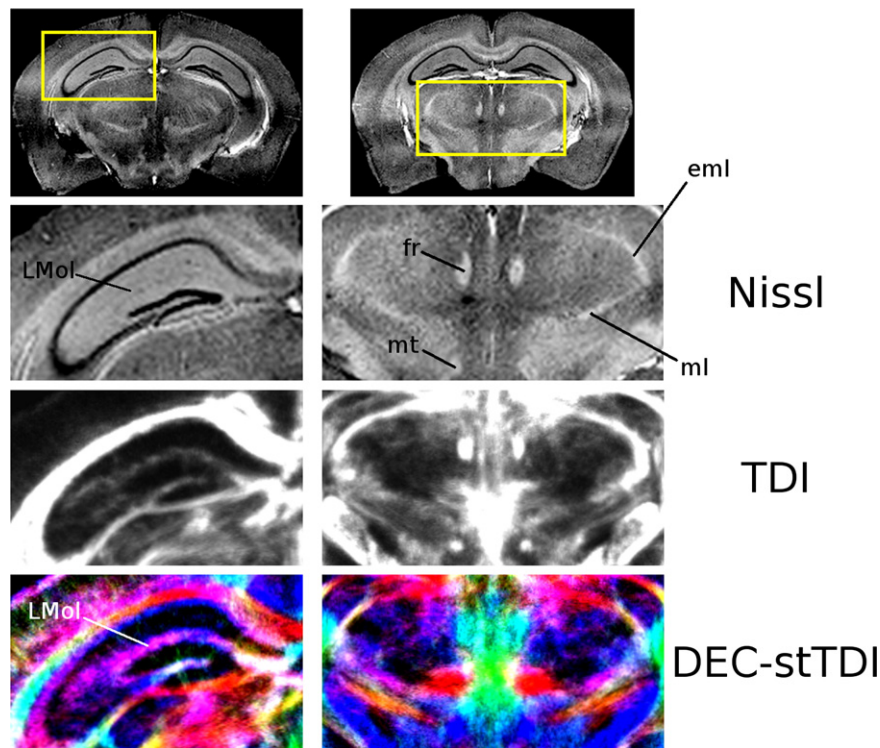 eml
LMol
fr
Nissl
mt
ml
TDI
LMol
DEC-stTDI